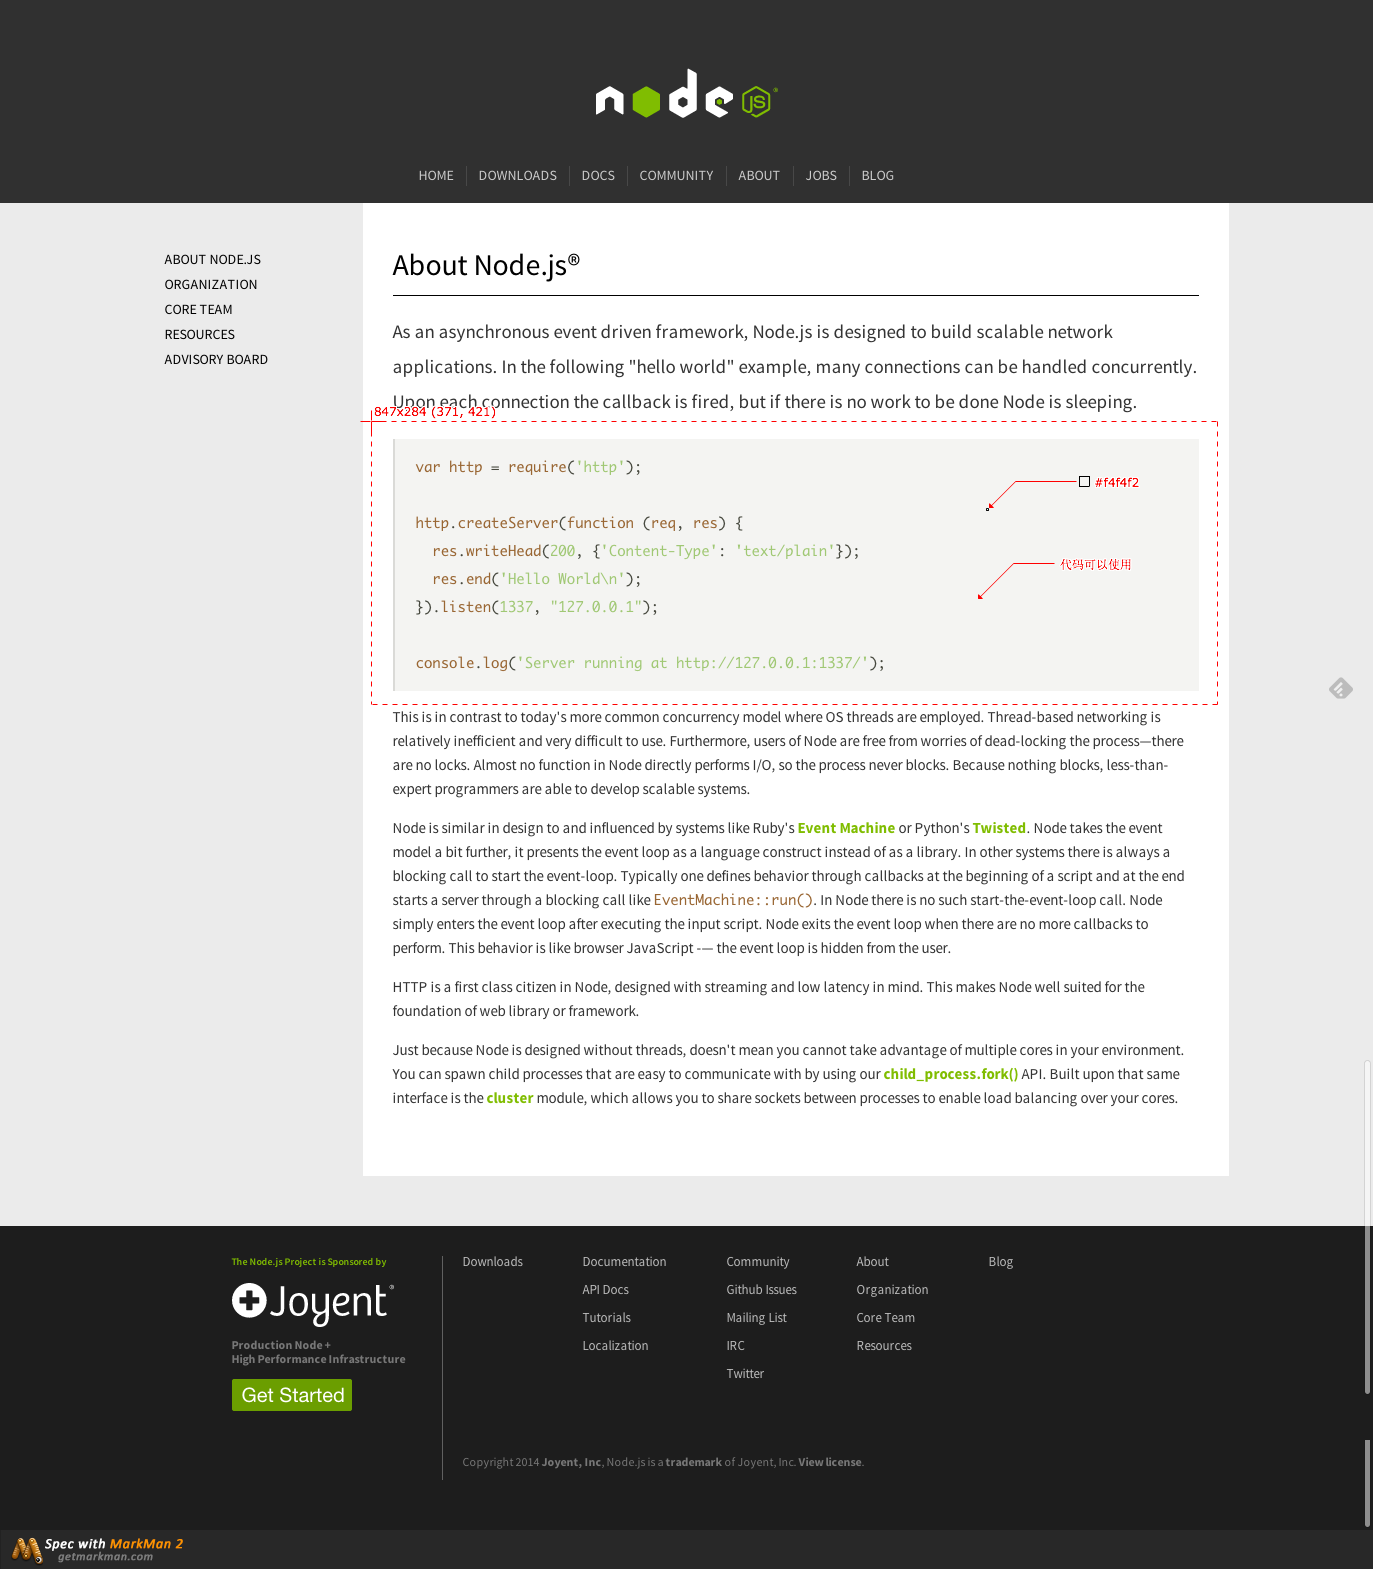 node JS ®
HOME
DOWNLOADS
DOCS
COMMUNITY
ABOUT
JOBS
BLOG
ABOUT NODE.JS
ORGANIZATION
CORE TEAM
RESOURCES
ADVISORY BOARD
About Node.js®
As an asynchronous event driven framework, Node.js is designed to build scalable network
applications. In the following "hello world" example, many connections can be handled concurrently.
Upon each connection the callback is fired, but if there is no work to be done Node is sleeping.
847x284 (371, 421)
var http = require('http');
#f4f4f2
http.createServer(function (req, res) {
  res.writeHead(200, {'Content-Type': 'text/plain'});
代码可以使用
  res.end('Hello World\n');
}).listen(1337, "127.0.0.1");
console.log('Server running at http://127.0.0.1:1337/');
This is in contrast to today's more common concurrency model where OS threads are employed. Thread-based networking is
relatively inefficient and very difficult to use. Furthermore, users of Node are free from worries of dead-locking the process—there
are no locks. Almost no function in Node directly performs I/O, so the process never blocks. Because nothing blocks, less-than-
expert programmers are able to develop scalable systems.
Node is similar in design to and influenced by systems like Ruby's Event Machine or Python's Twisted. Node takes the event
model a bit further, it presents the event loop as a language construct instead of as a library. In other systems there is always a
blocking call to start the event-loop. Typically one defines behavior through callbacks at the beginning of a script and at the end
starts a server through a blocking call like EventMachine::run(). In Node there is no such start-the-event-loop call. Node
simply enters the event loop after executing the input script. Node exits the event loop when there are no more callbacks to
perform. This behavior is like browser JavaScript -— the event loop is hidden from the user.
HTTP is a first class citizen in Node, designed with streaming and low latency in mind. This makes Node well suited for the
foundation of web library or framework.
Just because Node is designed without threads, doesn't mean you cannot take advantage of multiple cores in your environment.
You can spawn child processes that are easy to communicate with by using our child_process.fork() API. Built upon that same
interface is the cluster module, which allows you to share sockets between processes to enable load balancing over your cores.
The Node.js Project is Sponsored by
Joyent®
Production Node +
High Performance Infrastructure
Get Started
Downloads
Documentation
API Docs
Tutorials
Localization
Community
Github Issues
Mailing List
IRC
Twitter
About
Organization
Core Team
Resources
Blog
Copyright 2014 Joyent, Inc, Node.js is a trademark of Joyent, Inc. View license.
Spec with MarkMan 2
getmarkman.com